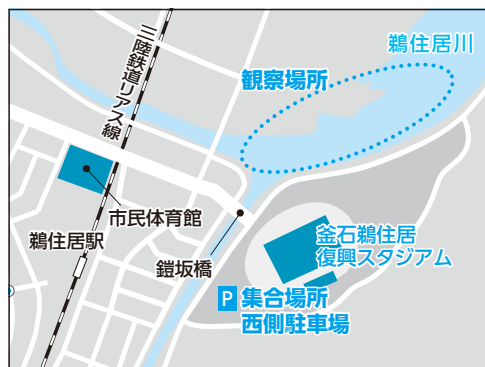 鵜住居川
観察場所
三陸鉄道リアス線
市民体育館
鵜住居駅
鎧坂橋
釜石鵜住居
復興スタジアム
P 集合場所
西側駐車場